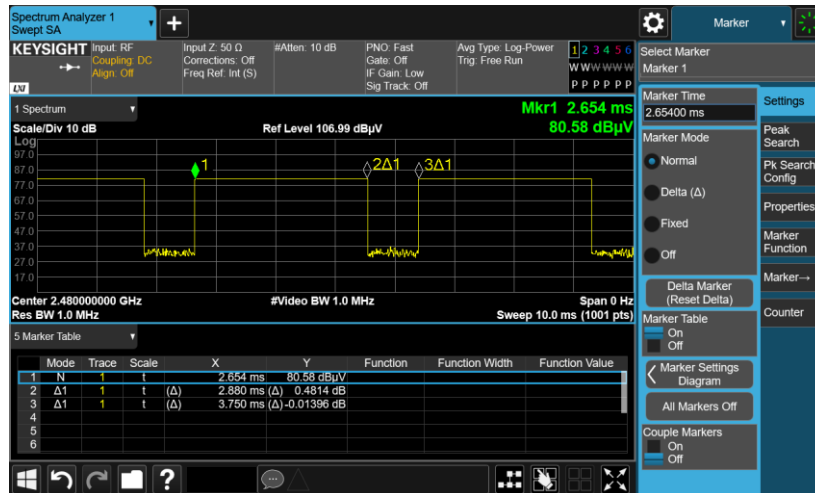 Spectrum Analyzer 1
Swept SA
Marker
KEYSIGHT
LXI
Input: RF
Coupling: DC
Align: Off
Input Z: 50 Ω
Corrections: Off
Freq Ref: Int (S)
#Atten: 10 dB
PNO: Fast
Gate: Off
IF Gain: Low
Sig Track: Off
Avg Type: Log-Power
Trig: Free Run
1 2 3 4 5 6
W W W W W W
P P P P P P
1 Spectrum
Scale/Div 10 dB
Ref Level 106.99 dBµV
Mkr1 2.654 ms
80.58 dBµV
Log
97.0
87.0
77.0
67.0
57.0
47.0
37.0
27.0
17.0
1
2Δ1
3Δ1
Center 2.480000000 GHz
Res BW 1.0 MHz
#Video BW 1.0 MHz
Span 0 Hz
Sweep 10.0 ms (1001 pts)
5 Marker Table
Mode Trace Scale X Y Function Function Width Function Value
1 N 1 t 2.654 ms 80.58 dBµV
2 Δ1 1 t (Δ) 2.880 ms (Δ) 0.4814 dB
3 Δ1 1 t (Δ) 3.750 ms (Δ) -0.01396 dB
4
5
6
?
Select Marker
Marker 1
Marker Time
2.65400 ms
Marker Mode
Normal
Delta (Δ)
Fixed
Off
Delta Marker
(Reset Delta)
Marker Table
On
Off
Marker Settings
Diagram
All Markers Off
Couple Markers
On
Off
Settings
Peak
Search
Pk Search
Config
Properties
Marker
Function
Marker→
Counter